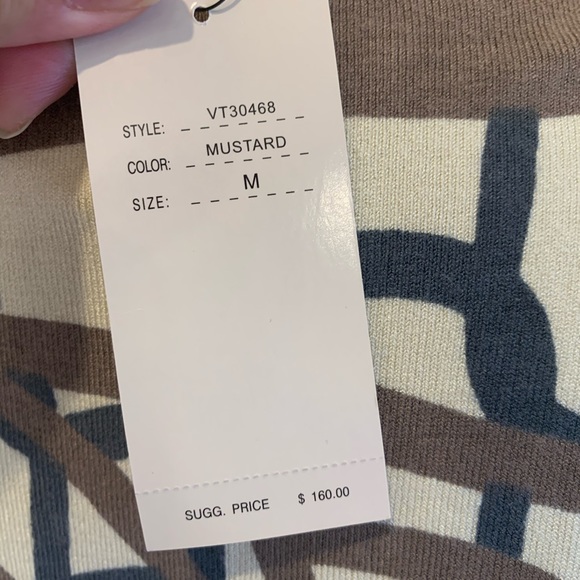 STYLE: VT30468
COLOR: MUSTARD
SIZE: M
SUGG. PRICE $ 160.00